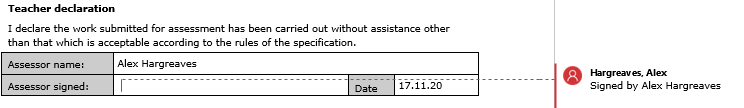 Teacher declaration
I declare the work submitted for assessment has been carried out without assistance other
than that which is acceptable according to the rules of the specification.
Assessor name: Alex Hargreaves
Assessor signed: Date 17.11.20
Hargreaves, Alex
Signed by Alex Hargreaves